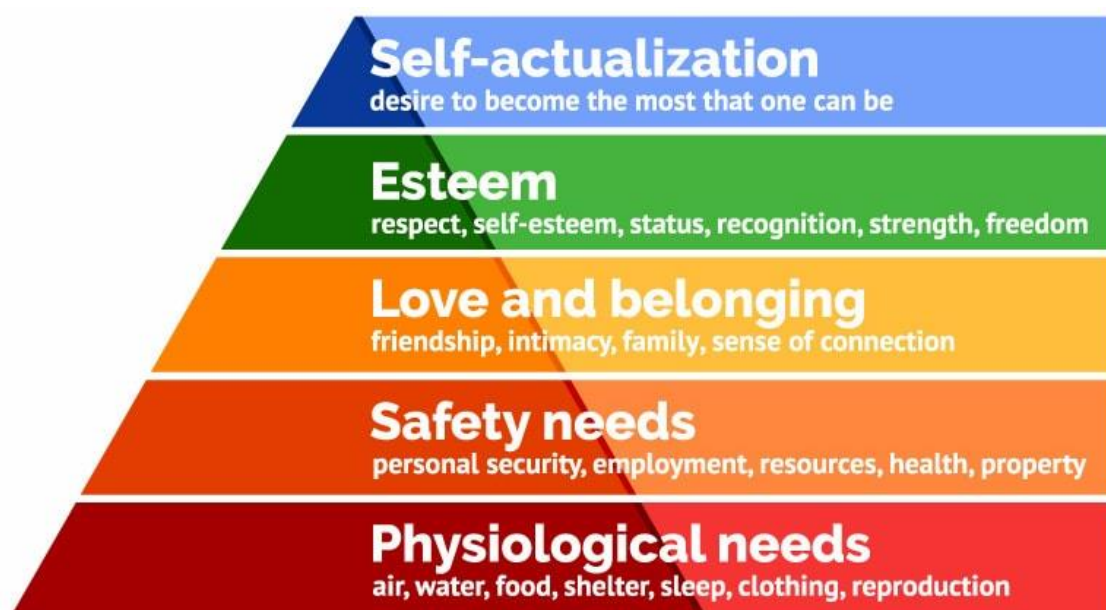 Self-actualization
desire to become the most that one can be
Esteem
respect, self-esteem, status, recognition, strength, freedom
Love and belonging
friendship, intimacy, family, sense of connection
Safety needs
personal security, employment, resources, health, property
Physiological needs
air, water, food, shelter, sleep, clothing, reproduction